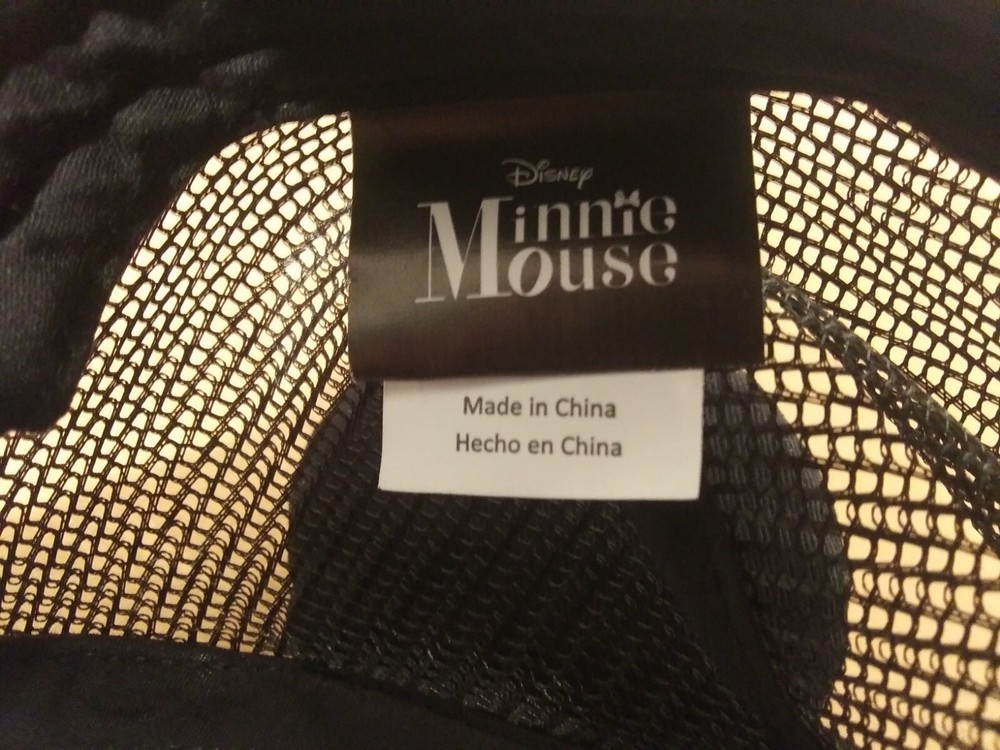 Disney
Minnie
Mouse
Made in China
Hecho en China